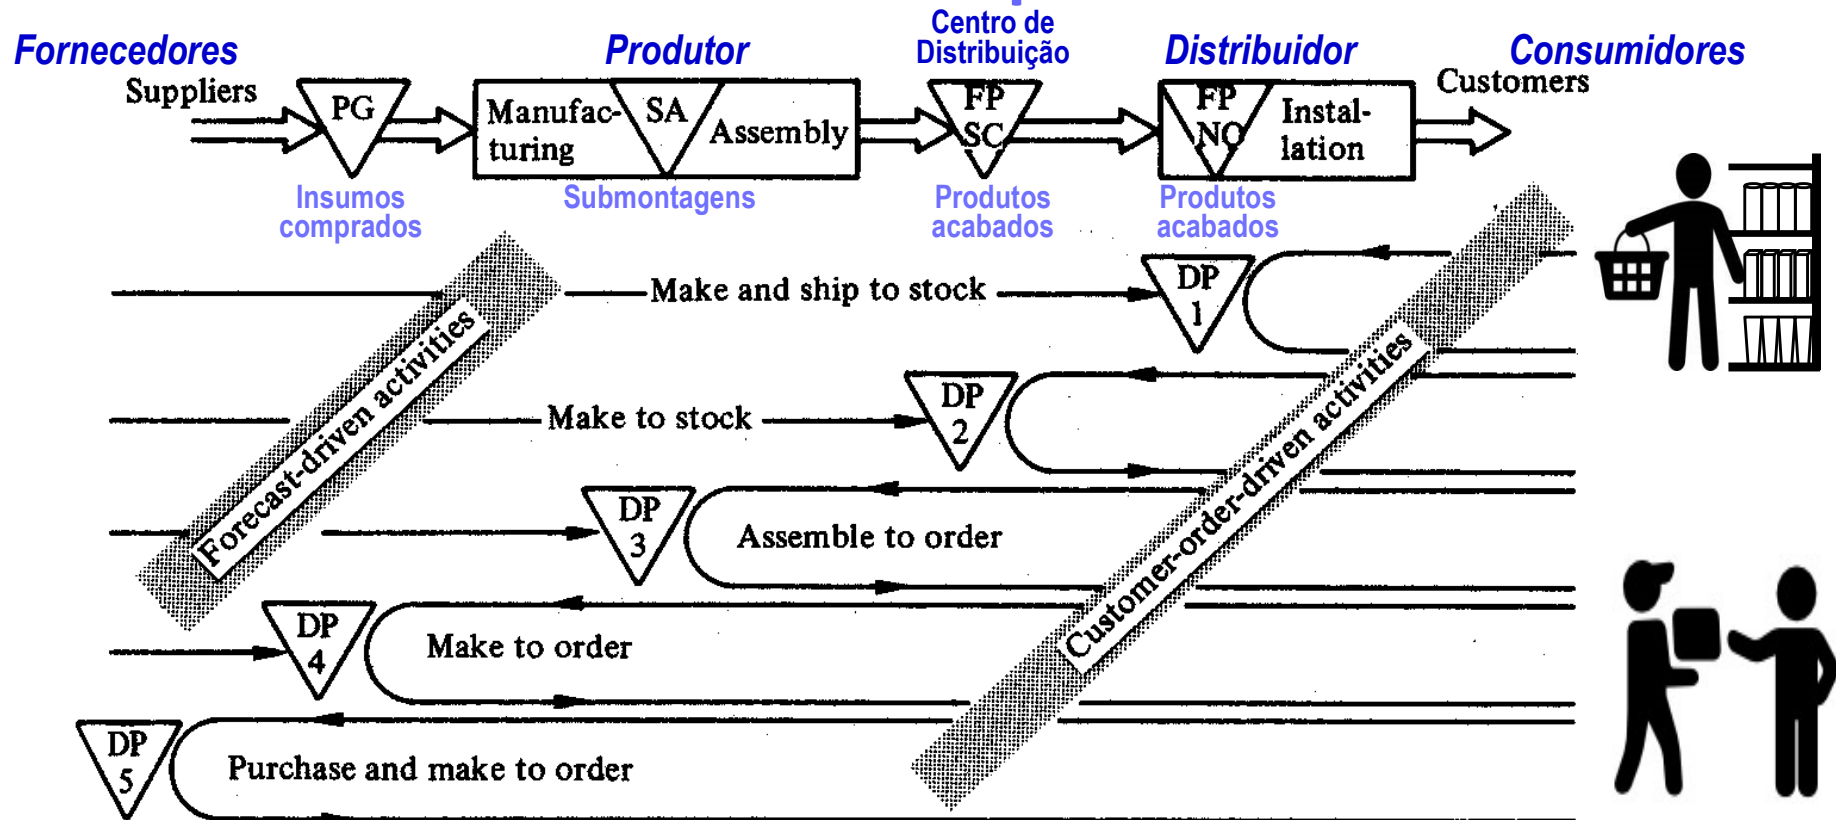 Centro de
Distribuição
Fornecedores
Produtor
Distribuidor
Consumidores
Suppliers
Customers
PG
Manufac-
turing
SA
Assembly
FP
SC
FP
NO
Instal-
lation
Insumos
comprados
Submontagens
Produtos
acabados
Produtos
acabados
DP
1
Make and ship to stock
DP
2
Make to stock
Forecast-driven activities
Customer-order-driven activities
DP
3
Assemble to order
DP
4
Make to order
DP
5
Purchase and make to order